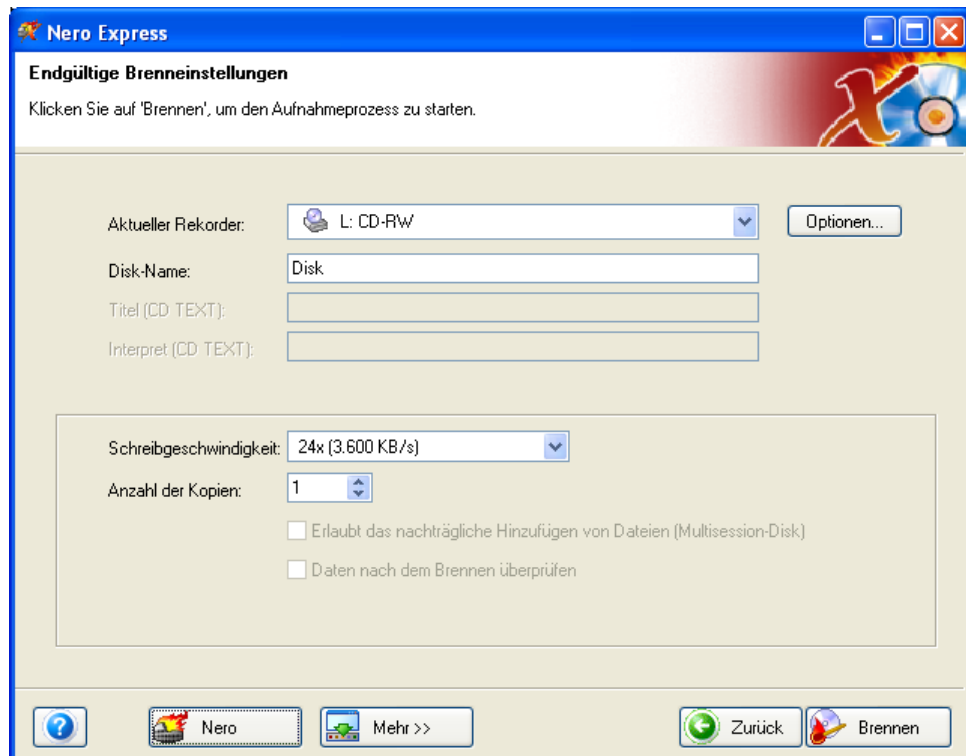 Nero Express
Endgültige Brenneinstellungen
Klicken Sie auf 'Brennen', um den Aufnahmeprozess zu starten.
Aktueller Rekorder: L: CD-RW Optionen...
Disk-Name: Disk
Titel (CD TEXT):
Interpret (CD TEXT):
Schreibgeschwindigkeit: 24x (3.600 KB/s)
Anzahl der Kopien: 1
Erlaubt das nachträgliche Hinzufügen von Dateien (Multisession-Disk)
Daten nach dem Brennen überprüfen
? Nero Mehr >> Zurück Brennen